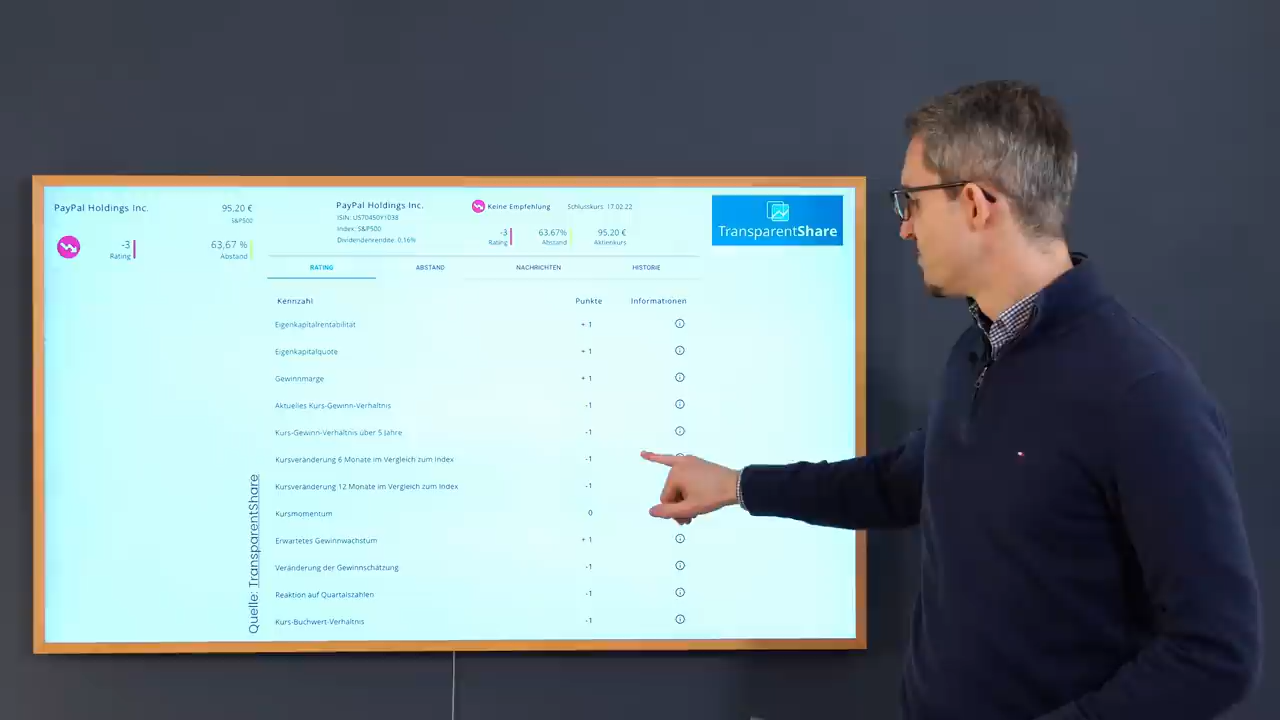 PayPal Holdings Inc.
95.20 €
S&P500
-3
Rating
63,67 %
Abstand
PayPal Holdings Inc.
ISIN: US70450Y1038
Index: S&P500
Dividendenrendite: 0,16%
Keine Empfehlung
Schlusskurs: 17.02.22
-3
Rating
63.67%
Abstand
95.20 €
Aktienkurs
TransparentShare
RATING ABSTAND NACHRICHTEN HISTORIE
Kennzahl Punkte Informationen
Eigenkapitalrentabilität + 1
Eigenkapitalquote + 1
Gewinnmarge + 1
Aktuelles Kurs-Gewinn-Verhältnis -1
Kurs-Gewinn-Verhältnis über 5 Jahre -1
Kursveränderung 6 Monate im Vergleich zum Index -1
Kursveränderung 12 Monate im Vergleich zum Index -1
Kursmomentum 0
Erwartetes Gewinnwachstum + 1
Veränderung der Gewinnschätzung -1
Reaktion auf Quartalszahlen -1
Kurs-Buchwert-Verhältnis -1
Quelle: TransparentShare